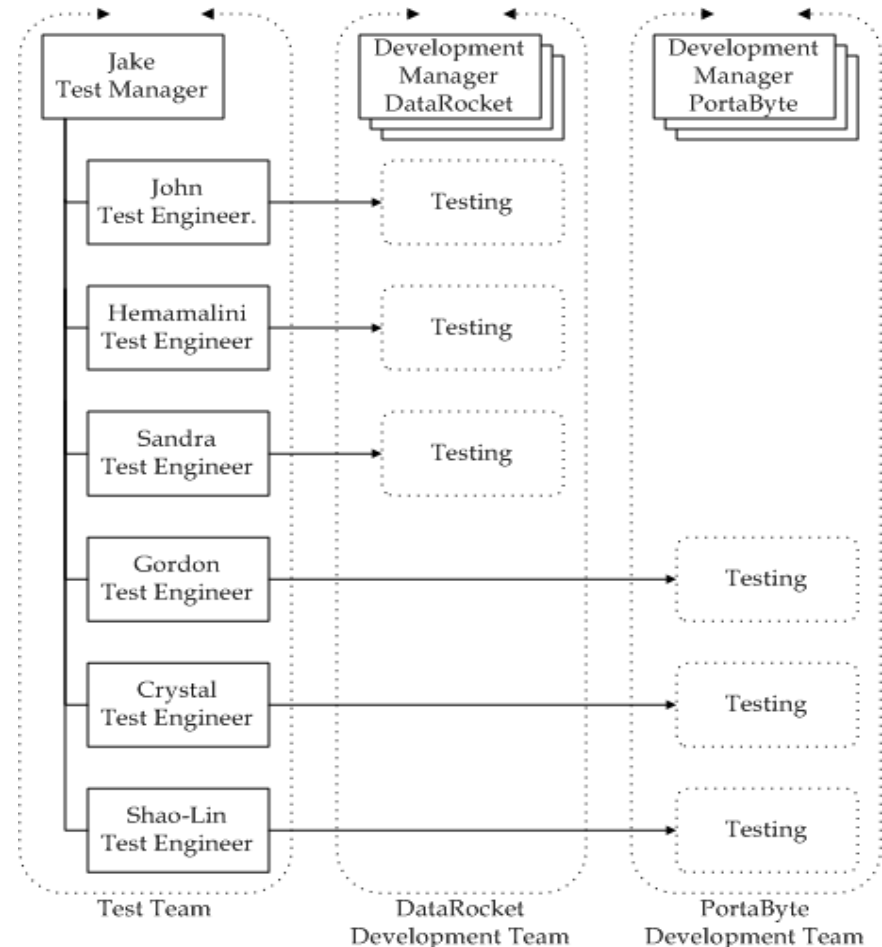 Jake
Test Manager
Development
Manager
DataRocket
Development
Manager
PortaByte
John
Test Engineer.
Testing
Hemamalini
Test Engineer
Testing
Sandra
Test Engineer
Testing
Gordon
Test Engineer
Testing
Crystal
Test Engineer
Testing
Shao-Lin
Test Engineer
Testing
Test Team
DataRocket
Development Team
PortaByte
Development Team